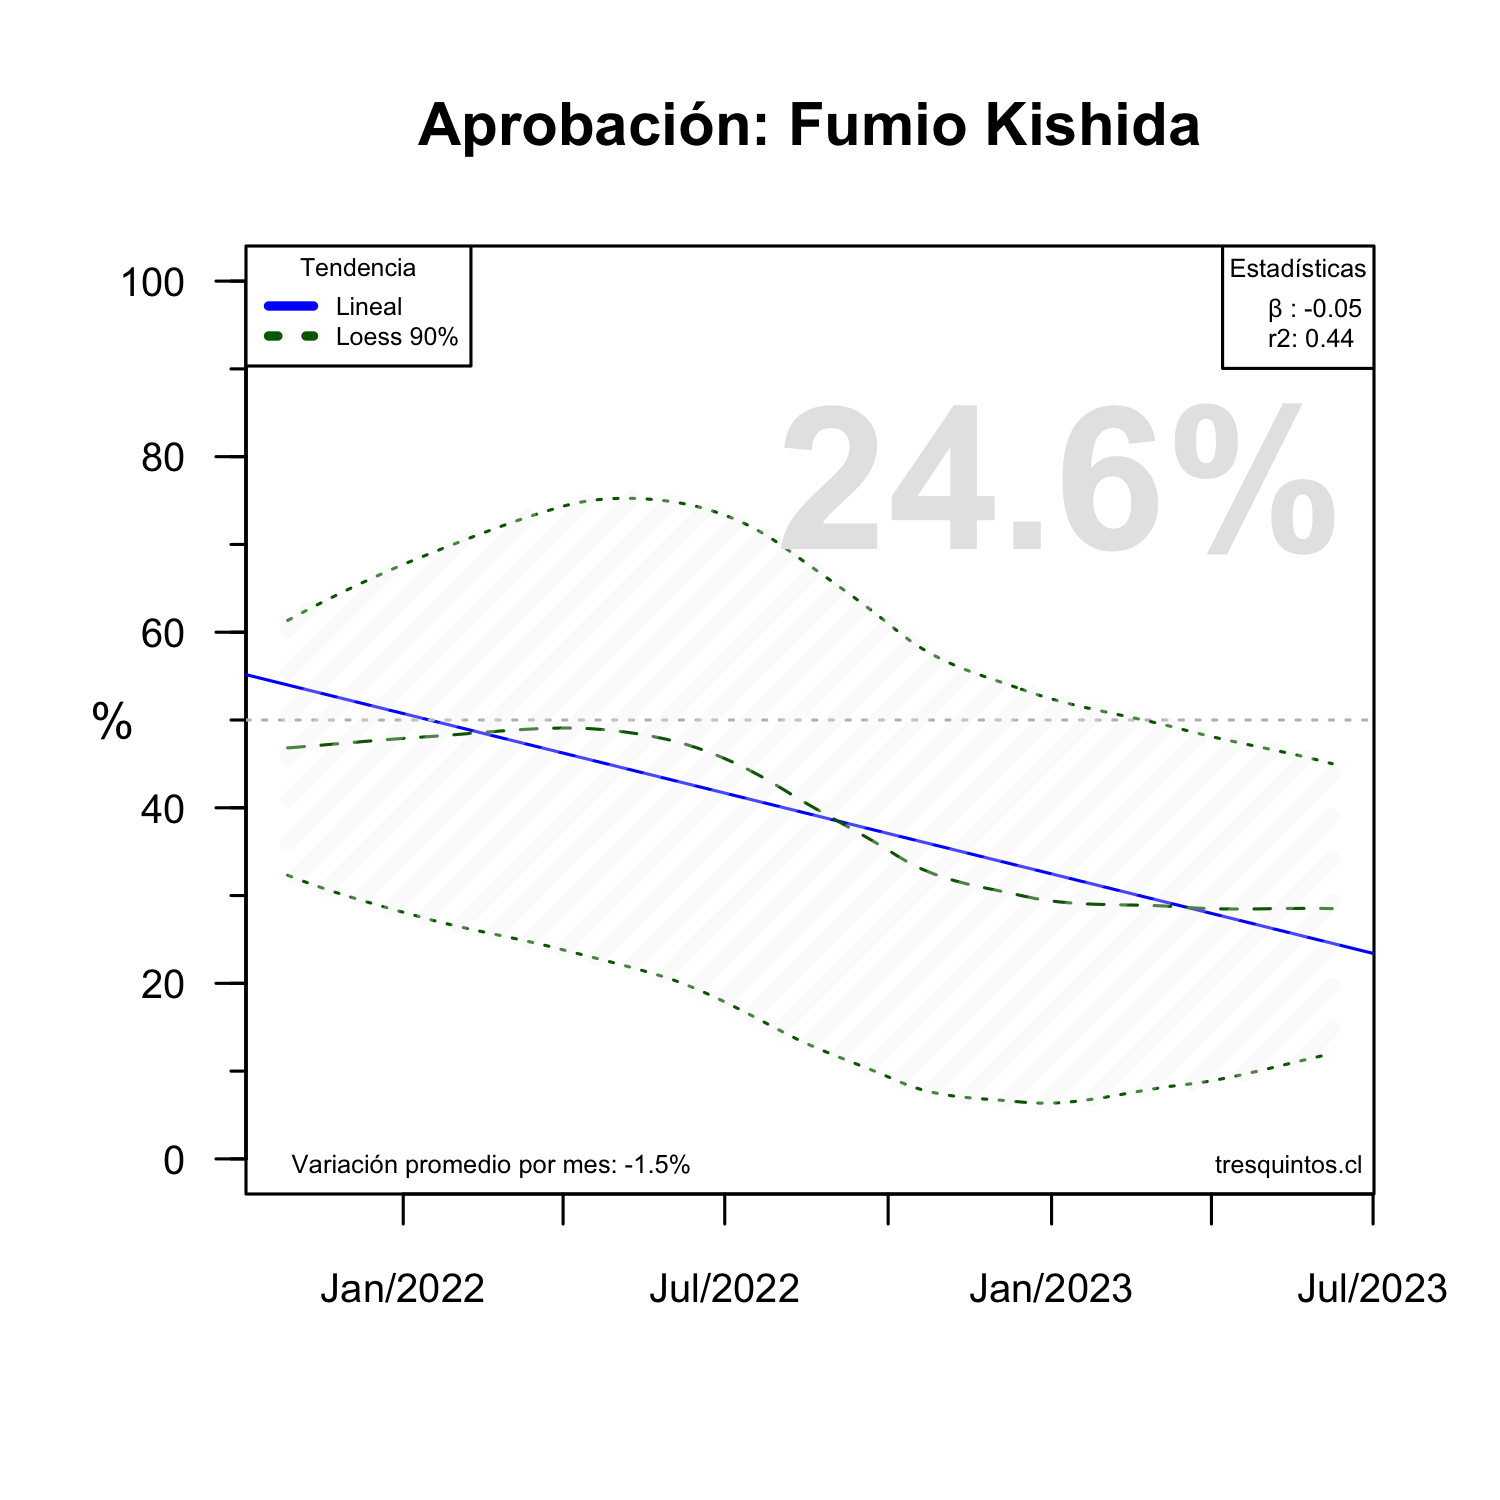 Aprobación: Fumio Kishida
Tendencia
Lineal
Loess 90%
Estadísticas
β : -0.05
r2: 0.44
24.6%
100
80
60
%
40
20
0
Variación promedio por mes: -1.5%
tresquintos.cl
Jan/2022
Jul/2022
Jan/2023
Jul/2023